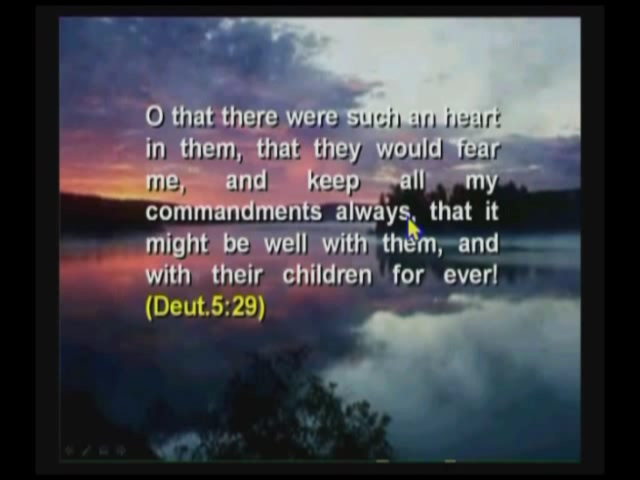 O that there were such an heart
in them, that they would fear
me, and keep all my
commandments always, that it
might be well with them, and
with their children for ever!
(Deut.5:29)